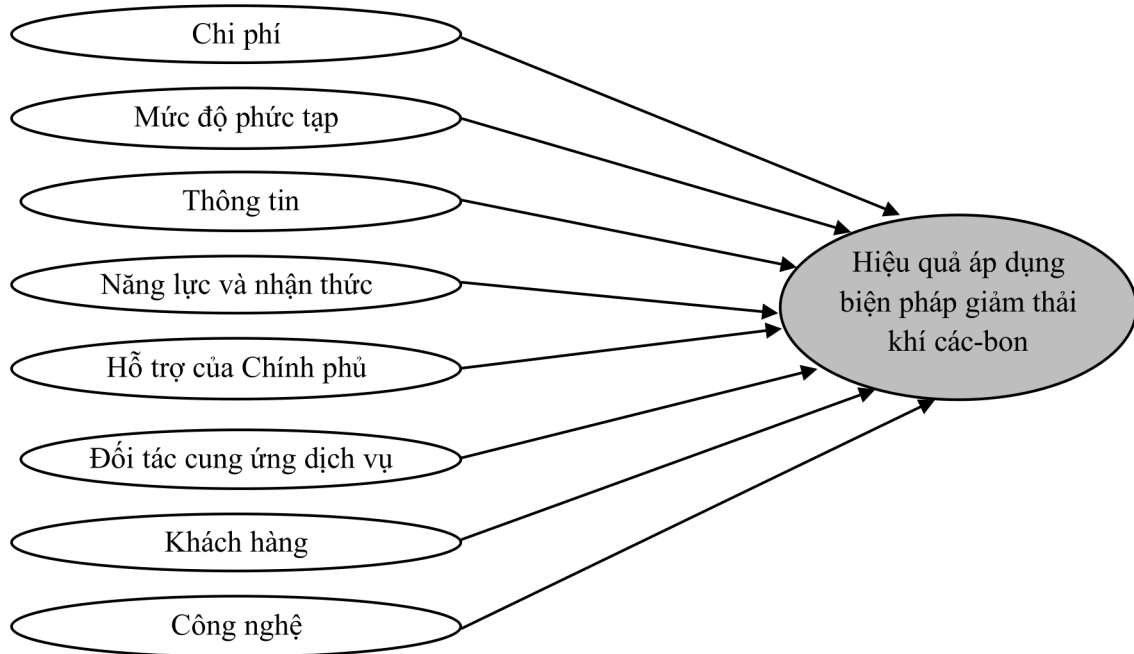 Chi phí
Mức độ phức tạp
Thông tin
Năng lực và nhận thức
Hỗ trợ của Chính phủ
Đối tác cung ứng dịch vụ
Khách hàng
Công nghệ
Hiệu quả áp dụng
biện pháp giảm thải
khí các-bon